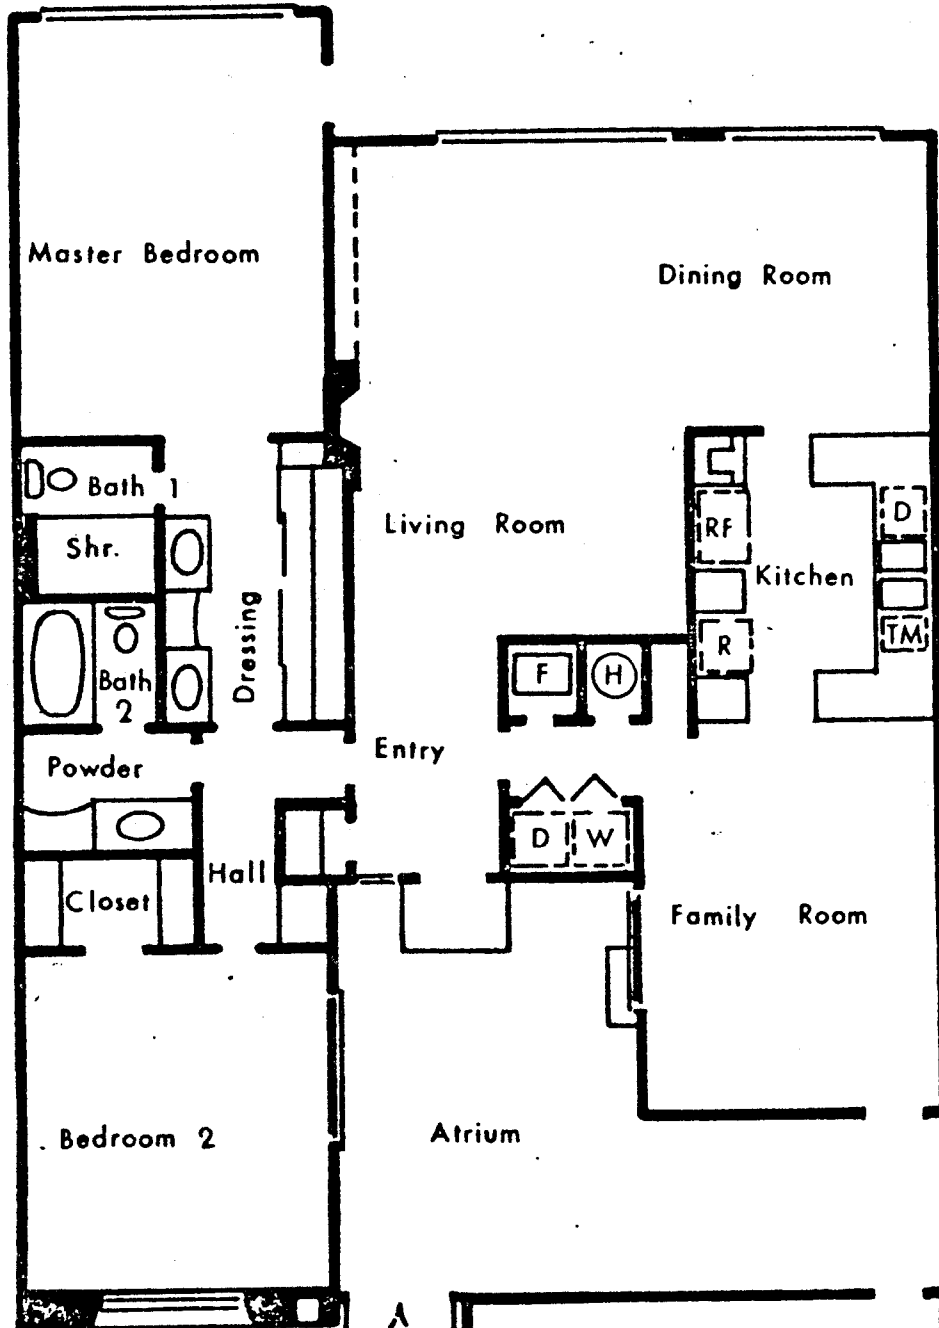 Master Bedroom
Dining Room
Bath 1
Living Room
RF
D
Shr.
Kitchen
Dressing
R
TM
F
H
Bath
2
Entry
Powder
D
W
Hall
Closet
Family Room
Bedroom 2
Atrium